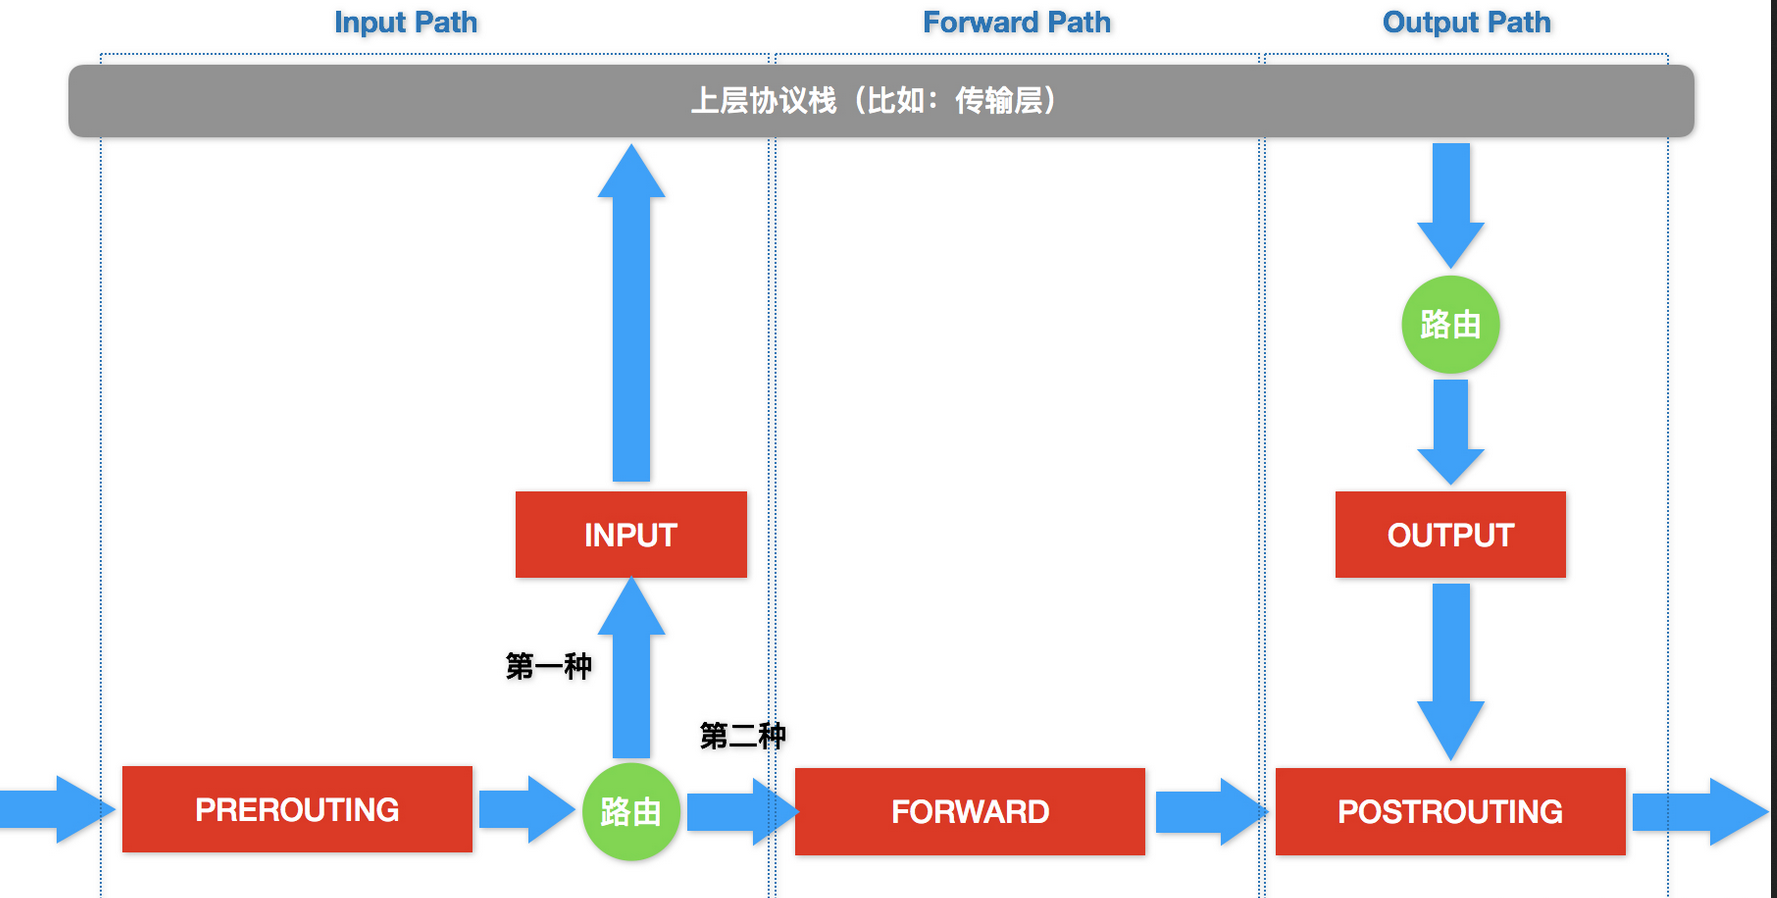 Input Path
Forward Path
Output Path
上层协议栈（比如：传输层）
路由
INPUT
OUTPUT
第一种
第二种
PREROUTING
路由
FORWARD
POSTROUTING